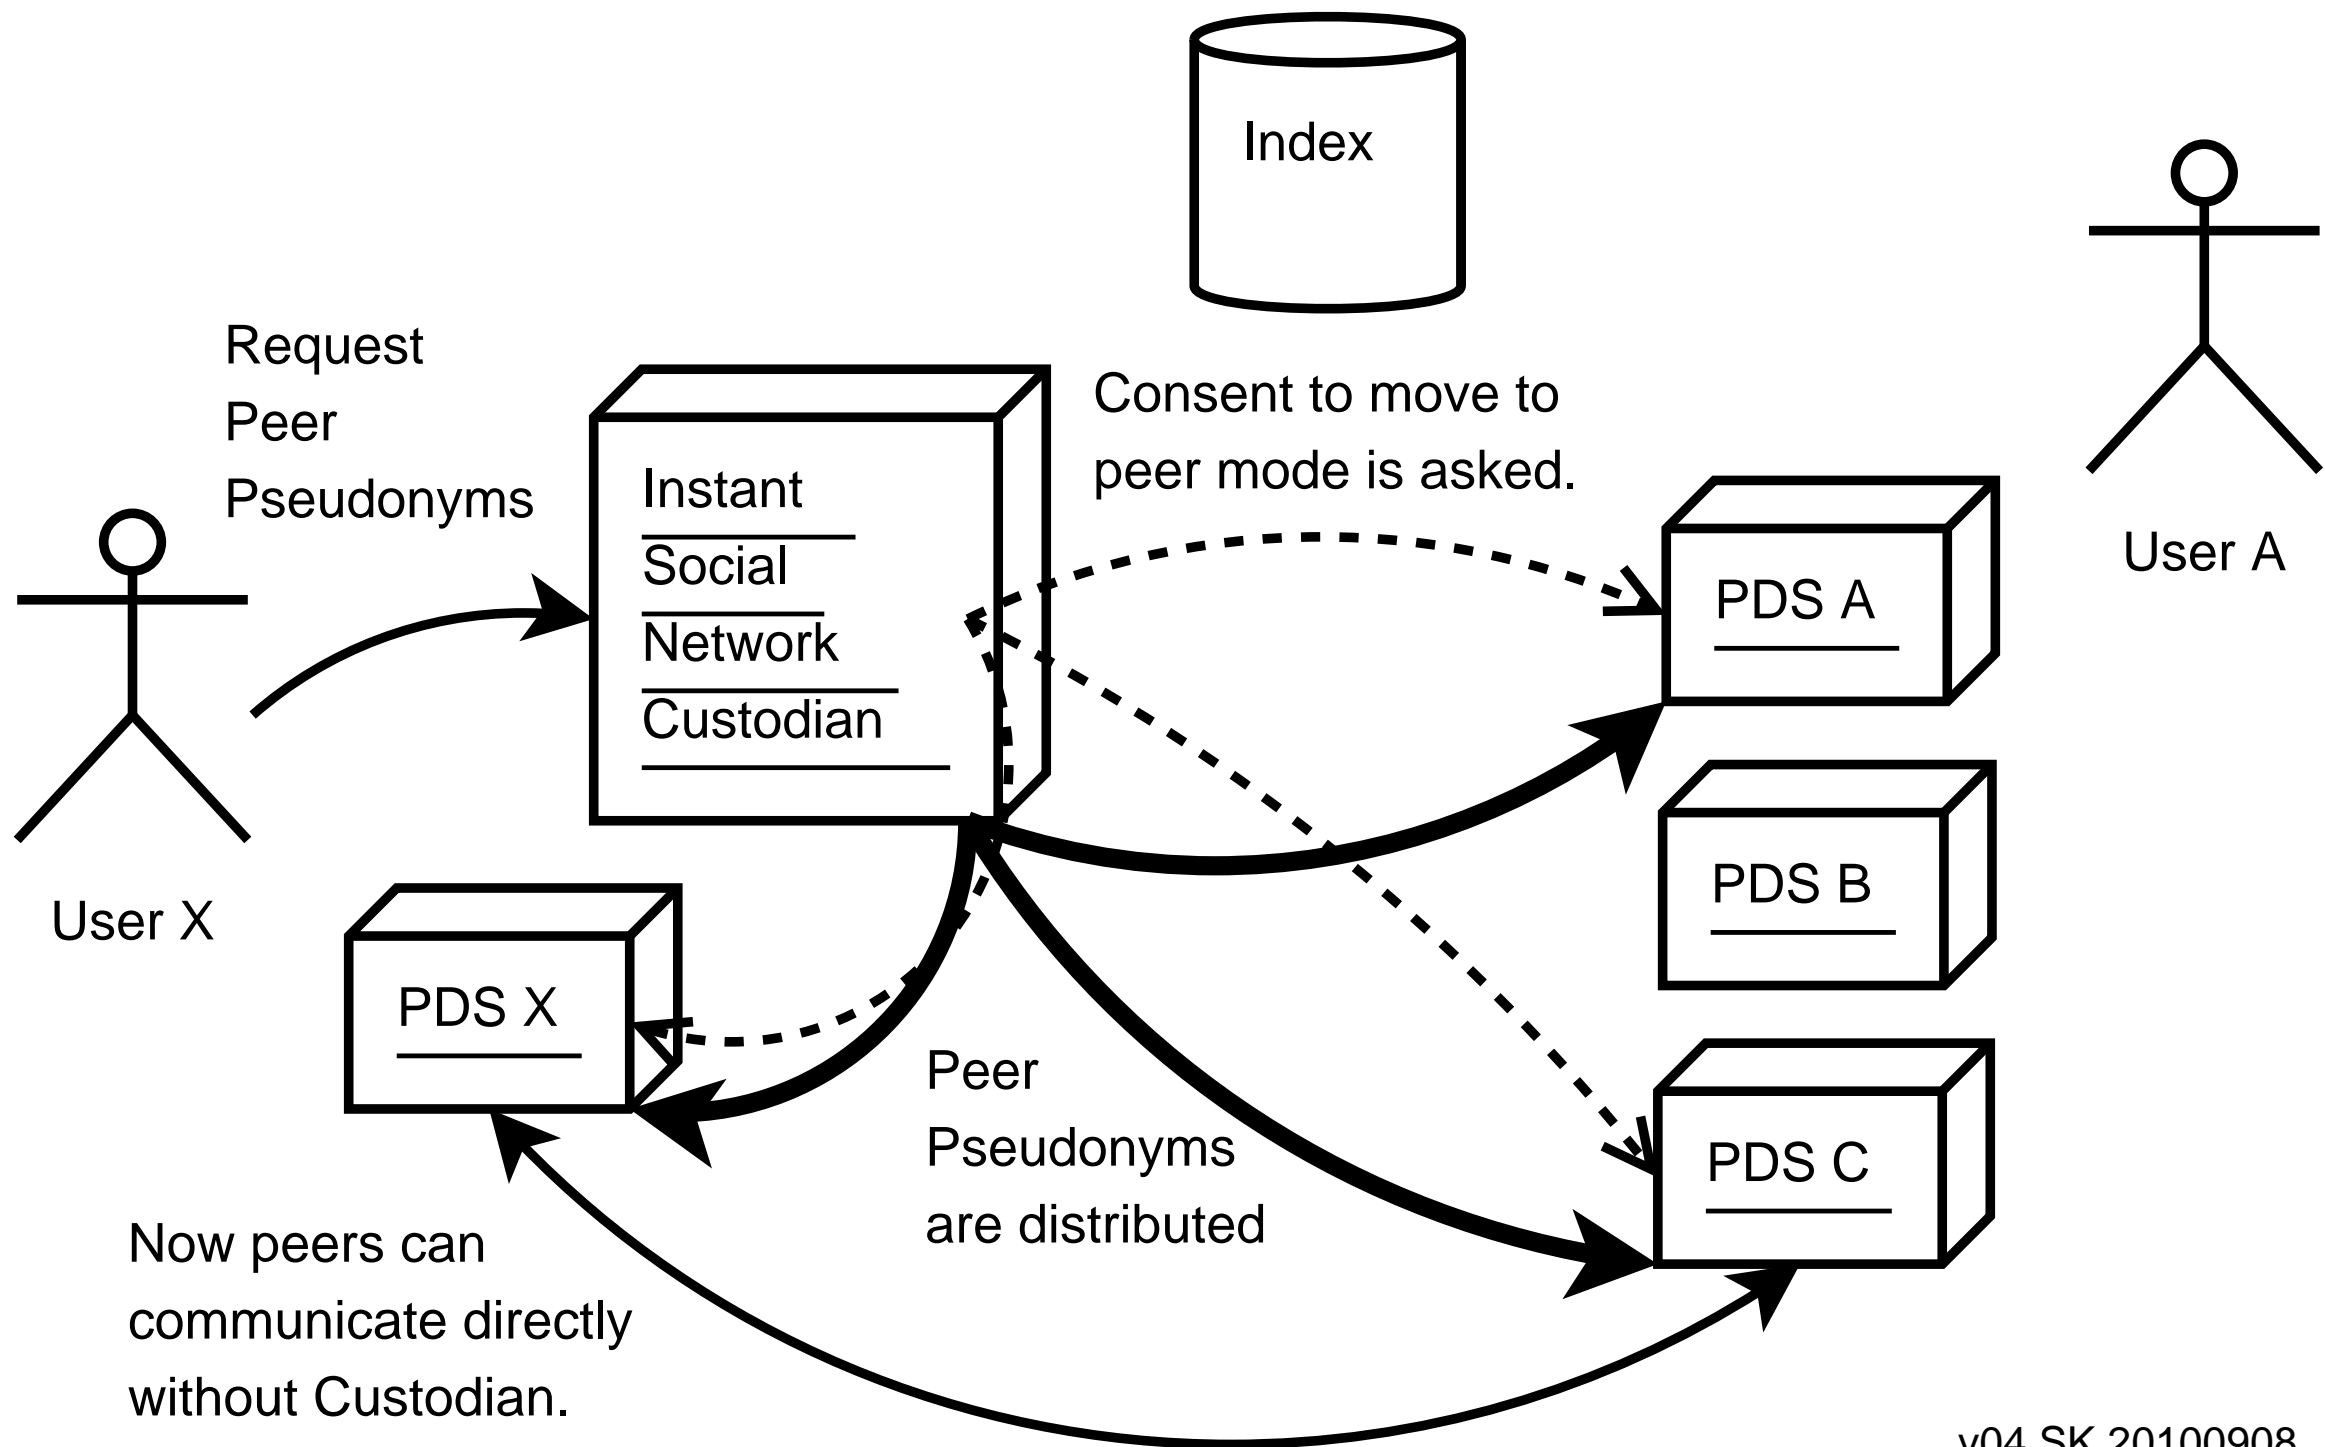 Index
Request
Peer
Pseudonyms
Consent to move to
peer mode is asked.
Instant
Social
Network
Custodian
User A
PDS A
PDS B
User X
PDS X
Peer
Pseudonyms
are distributed
PDS C
Now peers can
communicate directly
without Custodian.
v04 SK 20100908